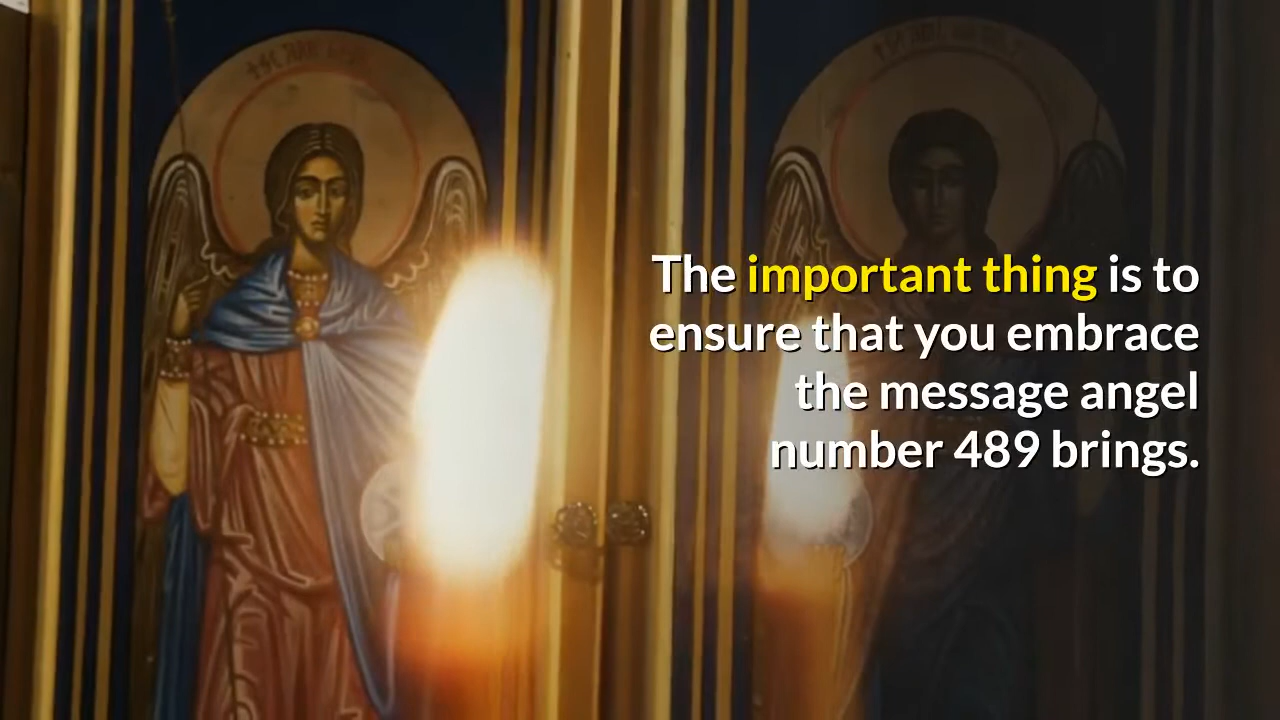 The important thing is to
ensure that you embrace
the message angel
number 489 brings.